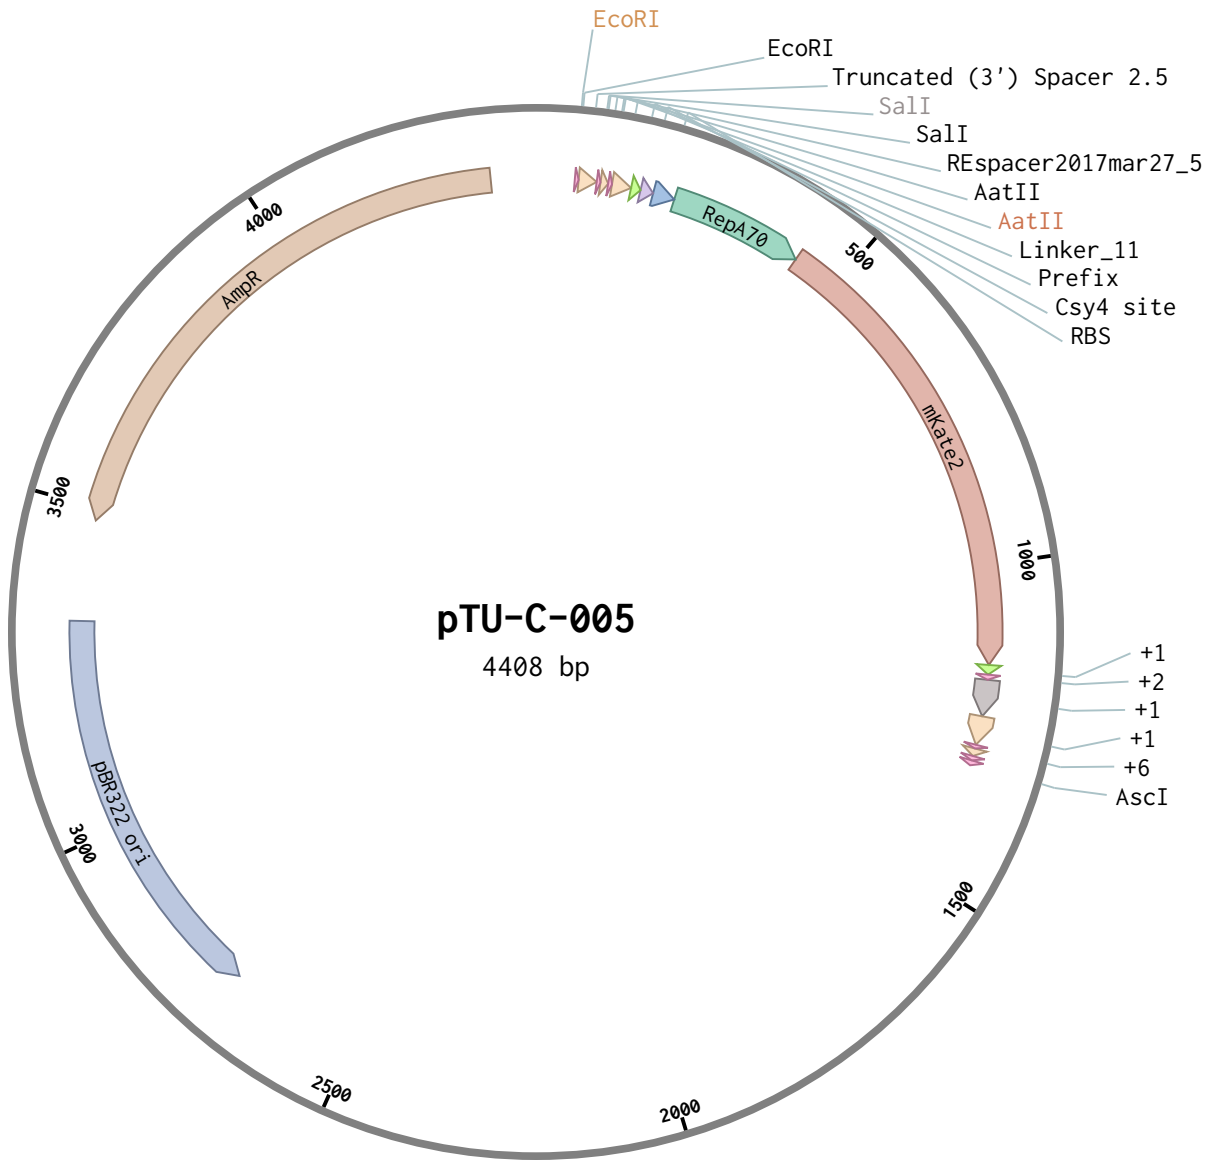 EcoRI
EcoRI
Truncated (3') Spacer 2.5
SalI
SalI
REspacer2017mar27_5
AatII
AatII
Linker_11
Prefix
Csy4 site
RBS
4000
500
RepA70
AmpR
mKate2
3500
1000
pTU-C-005
4408 bp
+1
+2
+1
+1
+6
AscI
pBR322 ori
3000
1500
2500
2000